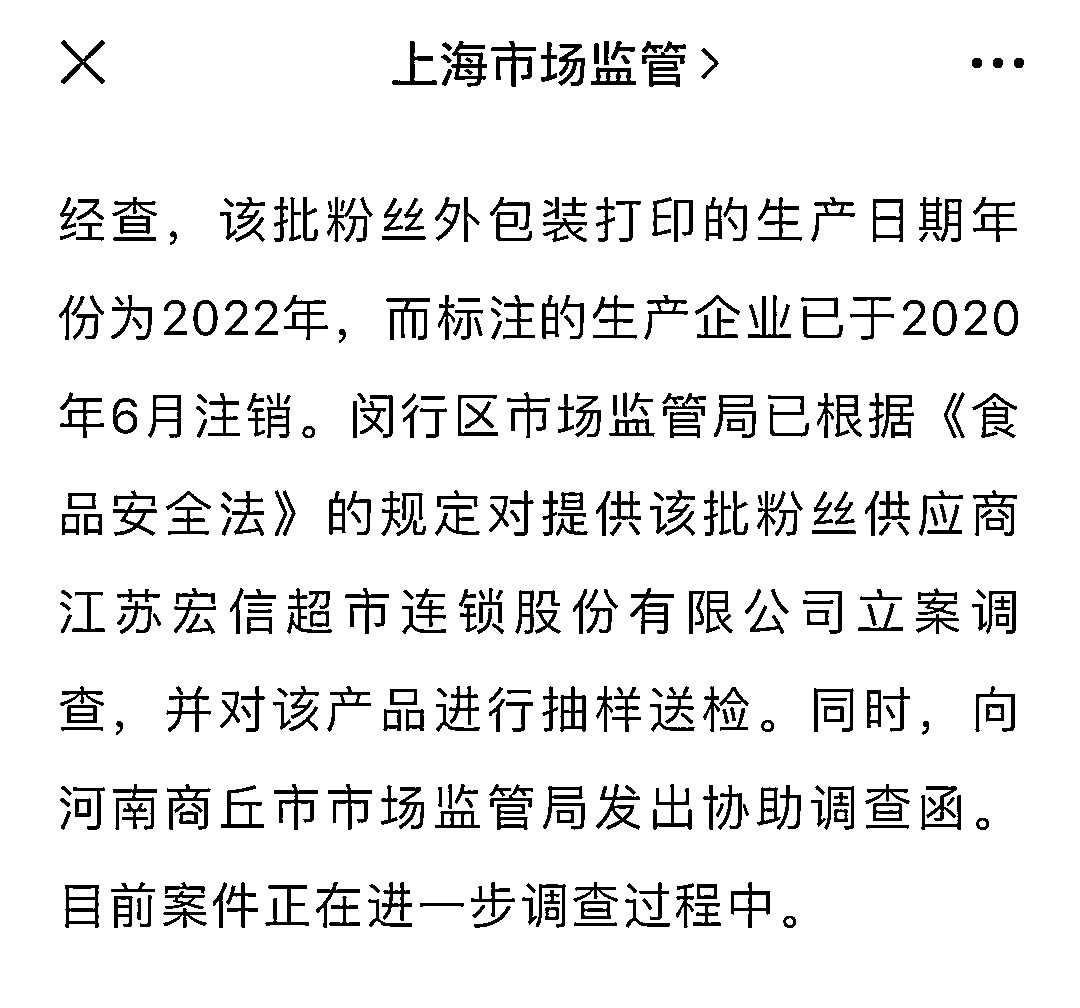 上海市场监管
经查，该批粉丝外包装打印的生产日期年
份为2022年，而标注的生产企业已于2020
年6月注销。闵行区市场监管局已根据《食
品安全法》的规定对提供该批粉丝供应商
江苏宏信超市连锁股份有限公司立案调
查，并对该产品进行抽样送检。同时，向
河南商丘市市场监管局发出协助调查函。
目前案件正在进一步调查过程中。